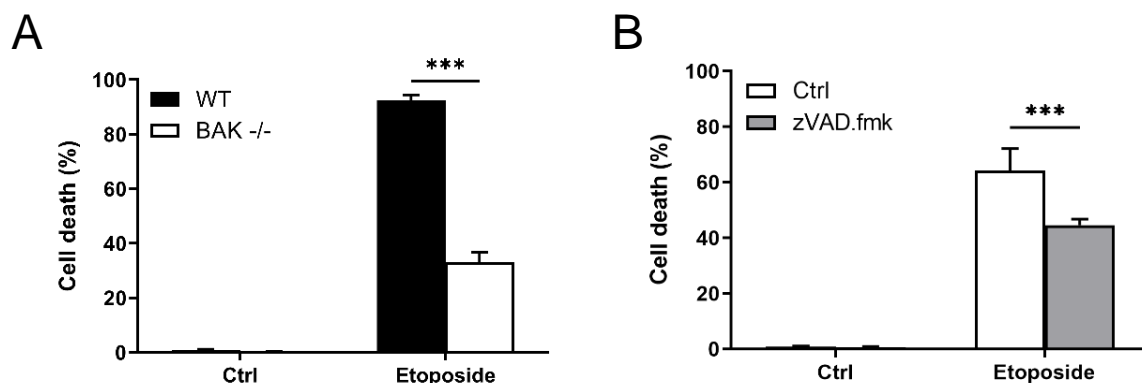 A
Cell death (%)
100
80
60
40
20
0
WT
BAK -/-
***
Ctrl
Etoposide
B
Cell death (%)
100
80
60
40
20
0
Ctrl
zVAD.fmk
***
Ctrl
Etoposide